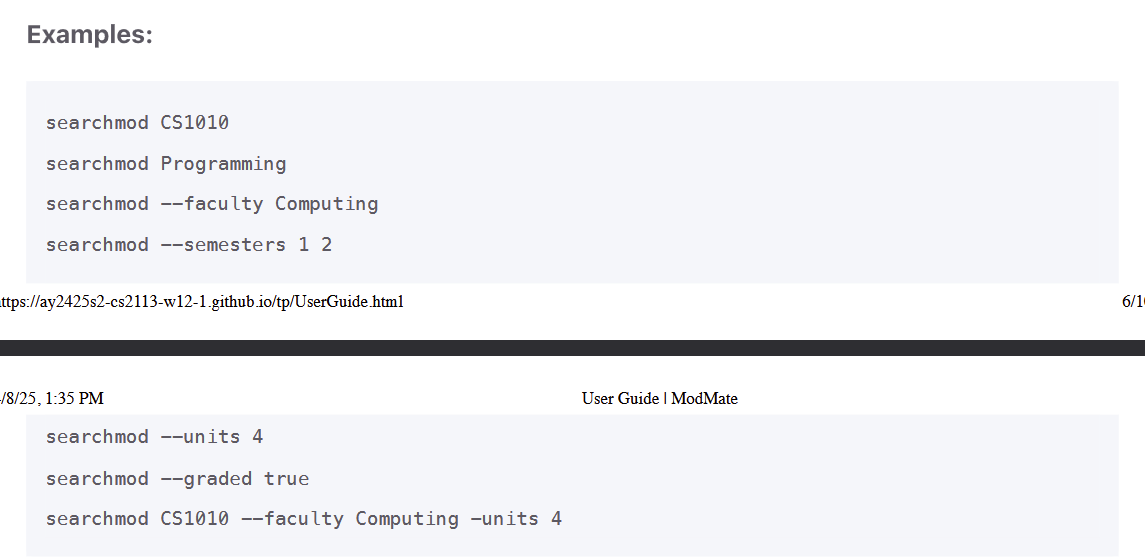 Examples:
searchmod CS1010
searchmod Programming
searchmod --faculty Computing
searchmod --semesters 1 2
ttps://ay2425s2-cs2113-w12-1.github.io/tp/UserGuide.html 6/1
/8/25, 1:35 PM User Guide | ModMate
searchmod --units 4
searchmod --graded true
searchmod CS1010 --faculty Computing -units 4